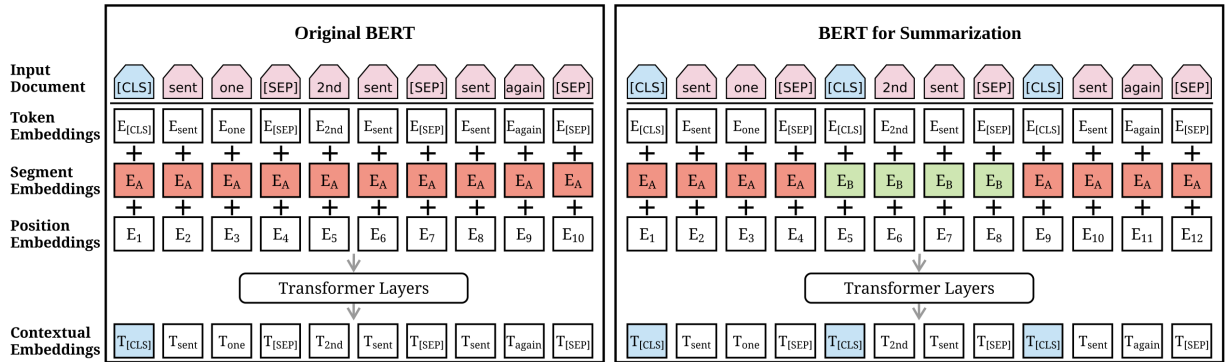 Original BERT
BERT for Summarization
Input Document
[CLS] sent one [SEP] 2nd sent [SEP] sent again [SEP]
[CLS] sent one [SEP] [CLS] 2nd sent [SEP] [CLS] sent again [SEP]
Token Embeddings
E[CLS] Esent Eone E[SEP] E2nd Esent E[SEP] Esent Eagain E[SEP]
E[CLS] Esent Eone E[SEP] E[CLS] E2nd Esent E[SEP] E[CLS] Esent Eagain E[SEP]
+ + + + + + + + + +
+ + + + + + + + + + + +
Segment Embeddings
EA EA EA EA EA EA EA EA EA EA
EA EA EA EA EB EB EB EB EA EA EA EA
+ + + + + + + + + +
+ + + + + + + + + + + +
Position Embeddings
E1 E2 E3 E4 E5 E6 E7 E8 E9 E10
E1 E2 E3 E4 E5 E6 E7 E8 E9 E10 E11 E12
Transformer Layers
Transformer Layers
Contextual Embeddings
T[CLS] Tsent Tone T[SEP] T2nd Tsent T[SEP] Tsent Tagain T[SEP]
T[CLS] Tsent Tone T[SEP] T[CLS] T2nd Tsent T[SEP] T[CLS] Tsent Tagain T[SEP]